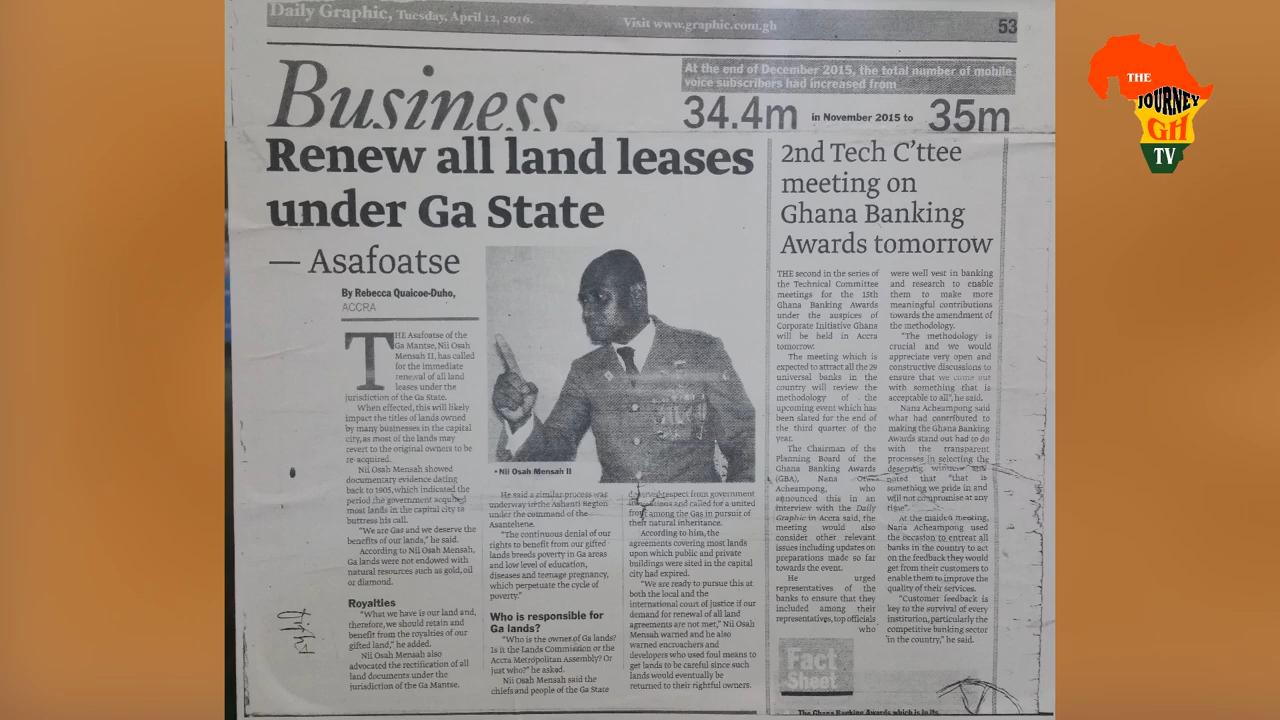 Daily Graphic, Tuesday, April 12, 2016.
Visit www.graphic.com.gh
53
Business
At the end of December 2015, the total number of mobile
voice subscribers had increased from
34.4m in November 2015 to 35m
Renew all land leases
under Ga State
— Asafoatse
By Rebecca Quaicoe-Duho,
ACCRA
THE Asafoatse of the
Ga Mantse, Nii Osah
Mensah II, has called
for the immediate
renewal of all land
leases under the
jurisdiction of the Ga State.
When effected, this will likely
impact the titles of lands owned
by many businesses in the capital
city, as most of the lands may
revert to the original owners to be
re-acquired.
Nii Osah Mensah showed
documentary evidence dating
back to 1905, which indicated the
period the government acquired
most lands in the capital city to
buttress his call.
"We are Gas and we deserve the
benefits of our lands," he said.
According to Nii Osah Mensah,
Ga lands were not endowed with
natural resources such as gold, oil
or diamond.
Royalties
"What we have is our land and,
therefore, we should retain and
benefit from the royalties of our
gifted land," he added.
Nii Osah Mensah also
advocated the rectification of all
land documents under the
jurisdiction of the Ga Mantse.
• Nii Osah Mensah II
He said a similar process was
underway in the Ashanti Region
under the command of the
Asantehene.
"The continuous denial of our
rights to benefit from our gifted
lands breeds poverty in Ga areas
and low level of education,
diseases and teenage pregnancy,
which perpetuate the cycle of
poverty."
Who is responsible for
Ga lands?
"Who is the owner of Ga lands?
Is it the Lands Commission or the
Accra Metropolitan Assembly? Or
just who?" he asked.
Nii Osah Mensah said the
chiefs and people of the Ga State
deserved respect from government
and called for a united
front among the Gas in pursuit of
their natural inheritance.
According to him, the
agreements covering most lands
upon which public and private
buildings were sited in the capital
city had expired.
"We are ready to pursue this at
both the local and the
international court of justice if our
demand for renewal of all land
agreements are not met," Nii Osah
Mensah warned and he also
warned encroachers and
developers who used foul means to
get lands to be careful since such
lands would eventually be
returned to their rightful owners.
2nd Tech C'ttee
meeting on
Ghana Banking
Awards tomorrow
THE second in the series of
the Technical Committee
meetings for the 15th
Ghana Banking Awards
under the auspices of
Corporate Initiative Ghana
will be held in Accra
tomorrow.
The meeting which is
expected to attract all the 29
universal banks in the
country will review the
methodology of the
upcoming event which has
been slated for the end of
the third quarter of the
year.
The Chairman of the
Planning Board of the
Ghana Banking Awards
(GBA), Nana Otuwa
Acheampong, who
announced this in an
interview with the Daily
Graphic in Accra said, the
meeting would also
consider other relevant
issues including updates on
preparations made so far
towards the event.
He urged
representatives of the
banks to ensure that they
included among their
representatives, top officials
who
were well vest in banking
and research to enable
them to make more
meaningful contributions
towards the amendment of
the methodology.
"The methodology is
crucial and we would
appreciate very open and
constructive discussions to
ensure that we come out
with something that is
acceptable to all", he said.
Nana Acheampong said
what had contributed to
making the Ghana Banking
Awards stand out had to do
with the transparent
processes in selecting the
deserving winners and
noted that "that is
something we pride in and
will not compromise at any
time".
At the maiden meeting,
Nana Acheampong used
the occasion to entreat all
banks in the country to act
on the feedback they would
get from their customers to
enable them to improve the
quality of their services.
"Customer feedback is
key to the survival of every
institution, particularly the
competitive banking sector
in the country," he said.
Fact
Sheet
The Ghana Banking Awards which is in its
THE
JOURNEY
GH
TV